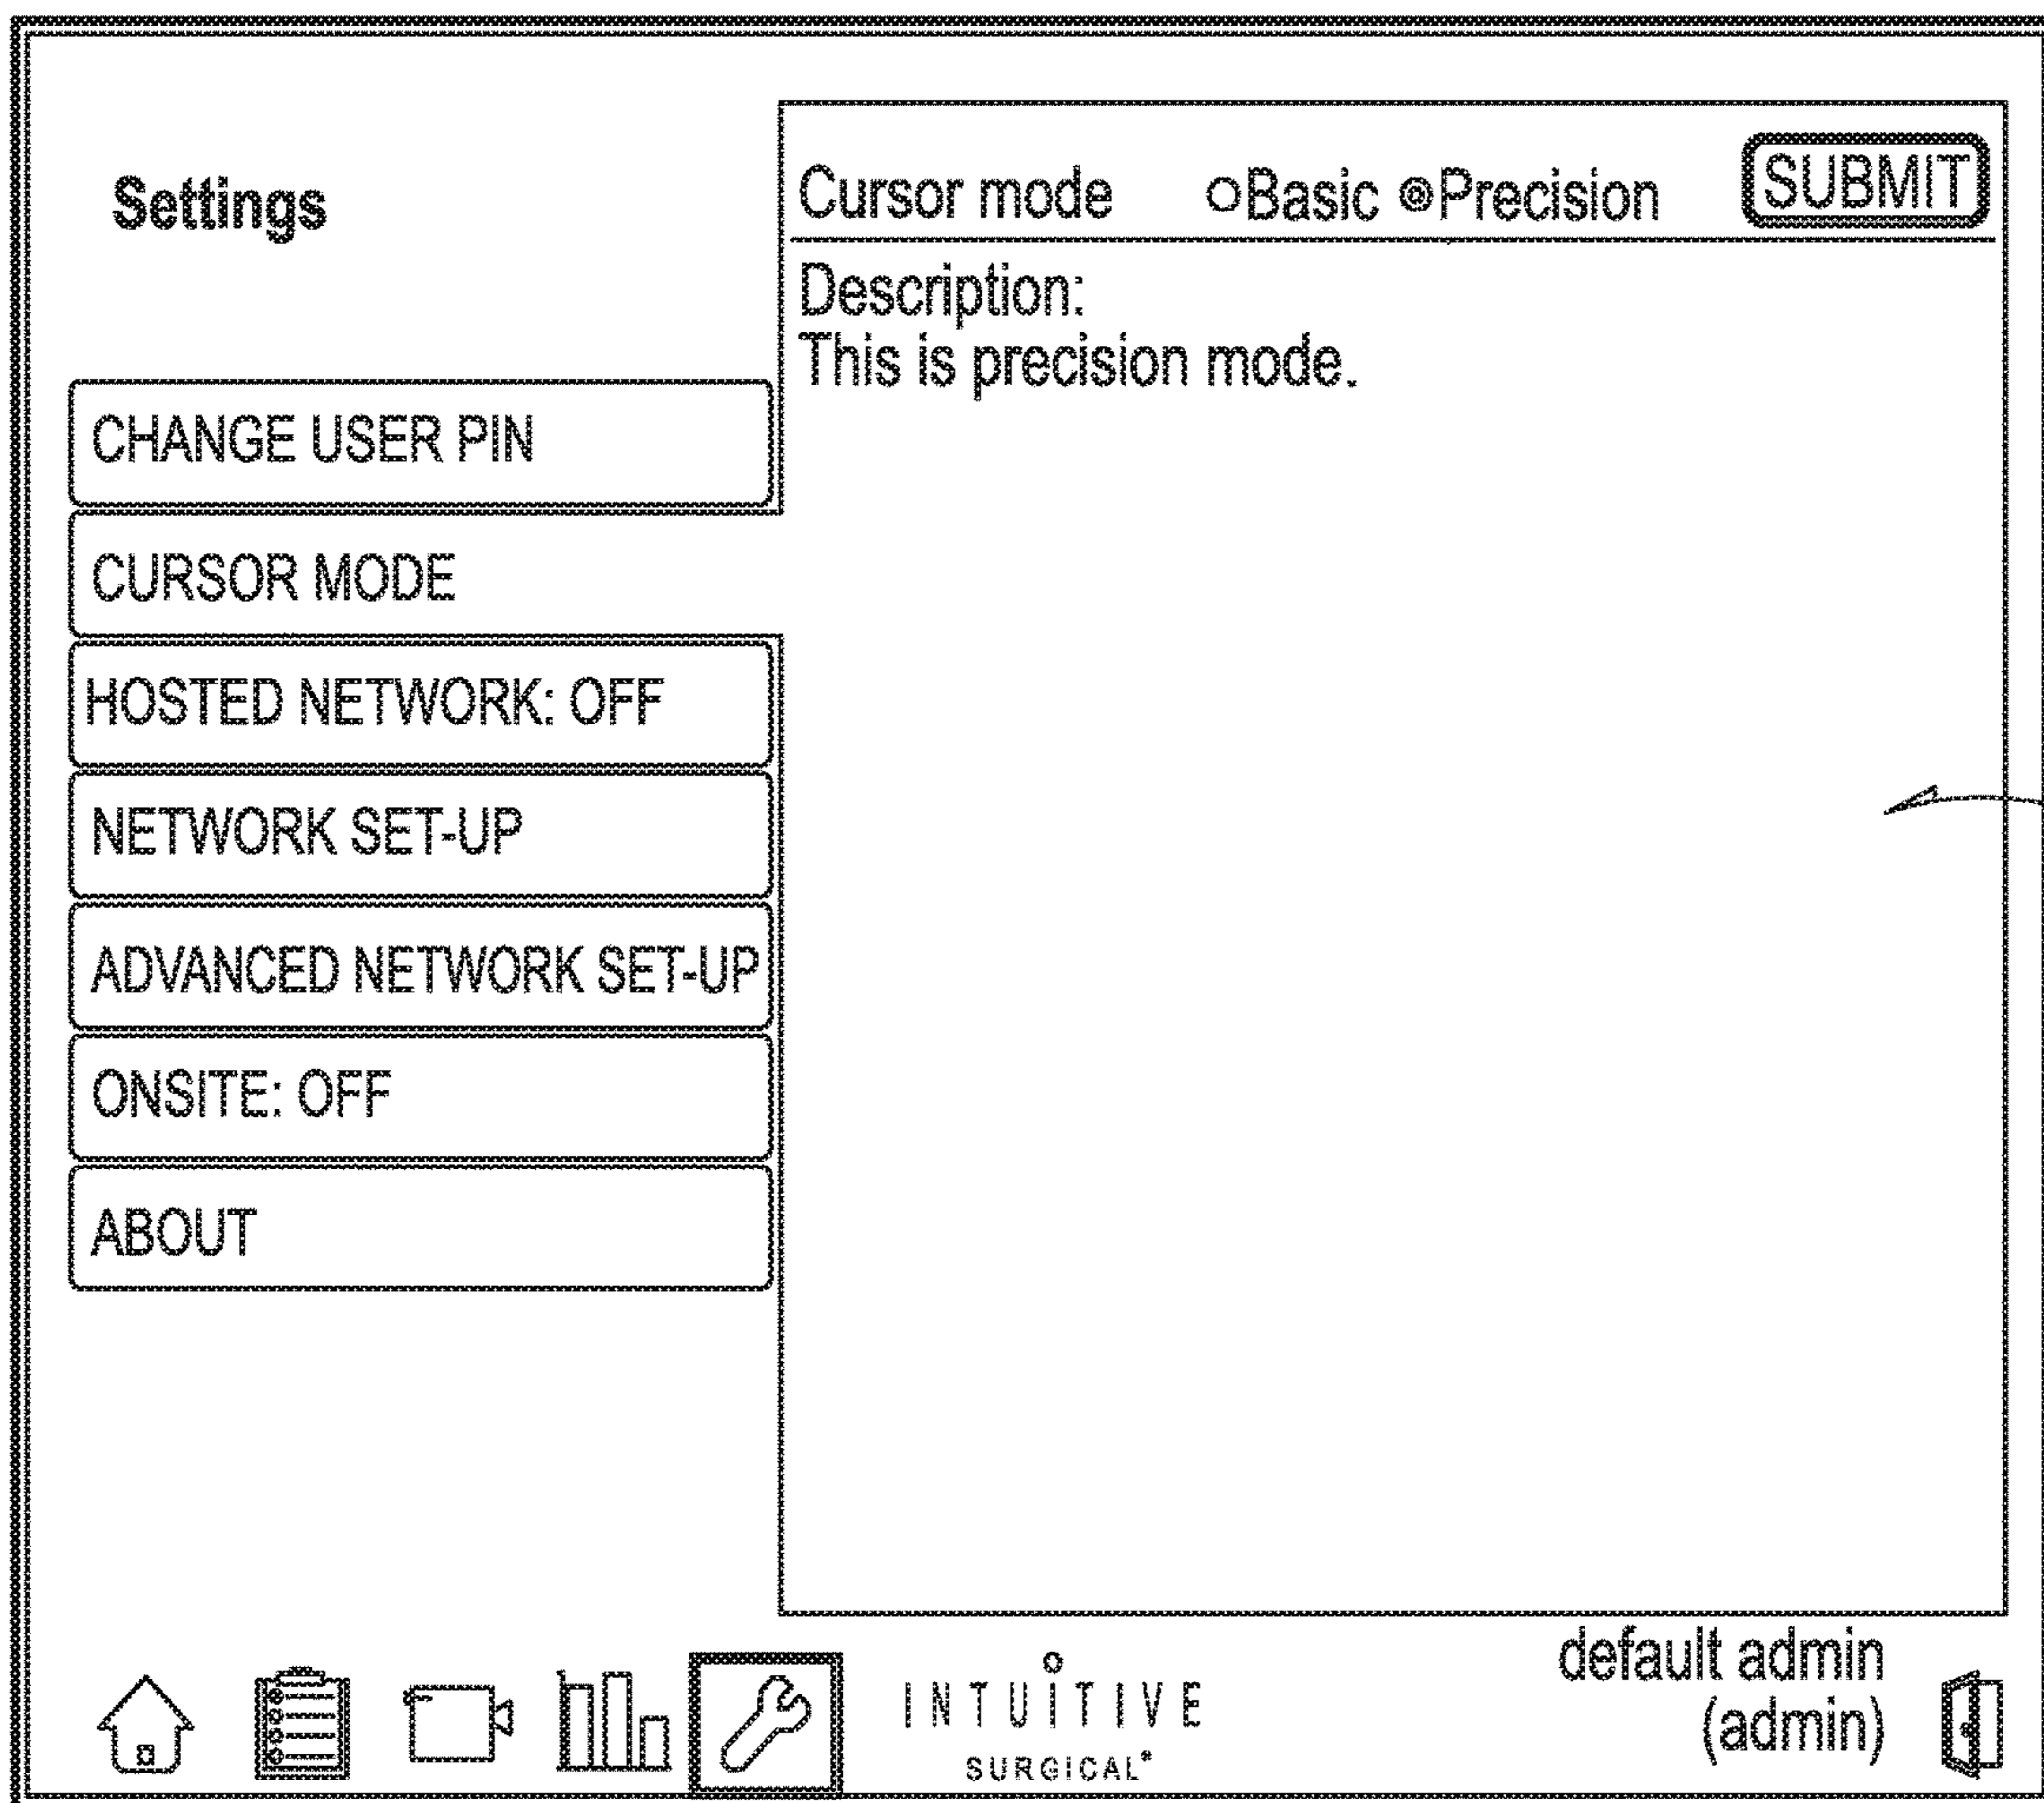 Settings
CHANGE USER PIN
CURSOR MODE
HOSTED NETWORK: OFF
NETWORK SET-UP
ADVANCED NETWORK SET-UP
ONSITE: OFF
ABOUT
Cursor mode Basic Precision SUBMIT
Description:
This is precision mode.
INTUITIVE
SURGICAL®
default admin
(admin)